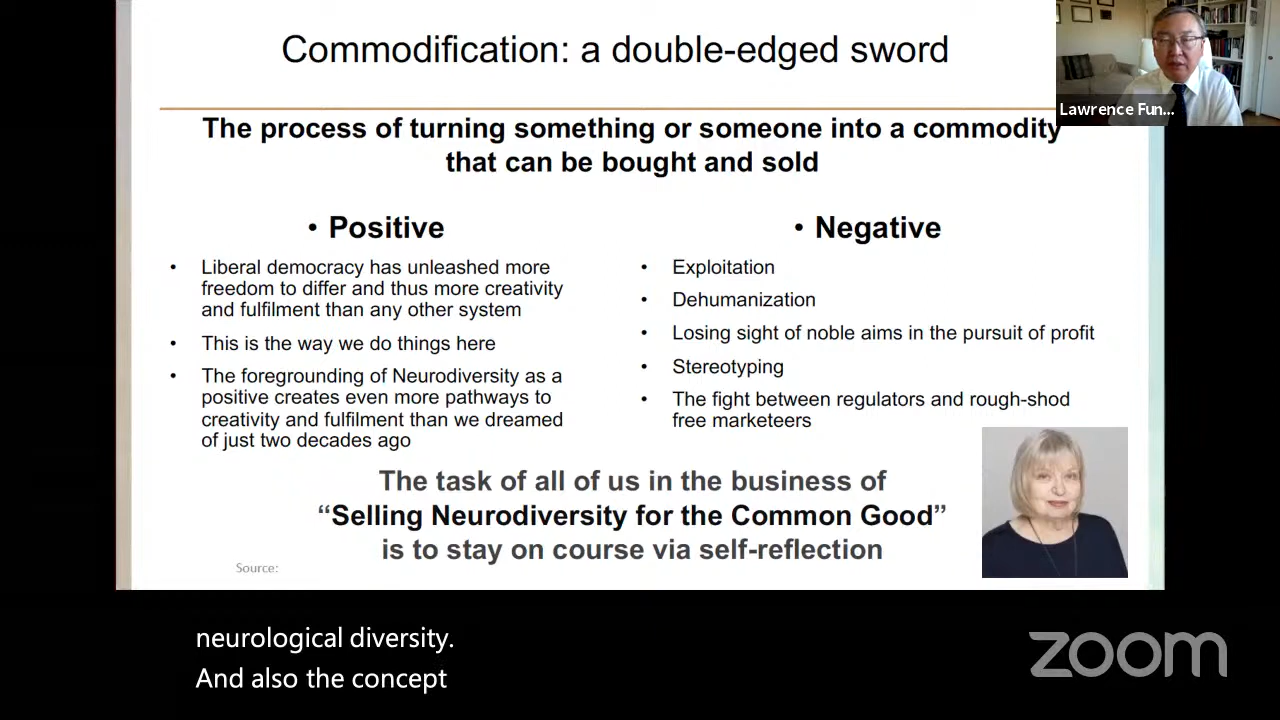 Commodification: a double-edged sword
Lawrence Fun...
The process of turning something or someone into a commodity
that can be bought and sold
• Positive
• Liberal democracy has unleashed more
freedom to differ and thus more creativity
and fulfilment than any other system
• This is the way we do things here
• The foregrounding of Neurodiversity as a
positive creates even more pathways to
creativity and fulfilment than we dreamed
of just two decades ago
• Negative
• Exploitation
• Dehumanization
• Losing sight of noble aims in the pursuit of profit
• Stereotyping
• The fight between regulators and rough-shod
free marketeers
The task of all of us in the business of
“Selling Neurodiversity for the Common Good”
is to stay on course via self-reflection
Source:
neurological diversity.
And also the concept
zoom